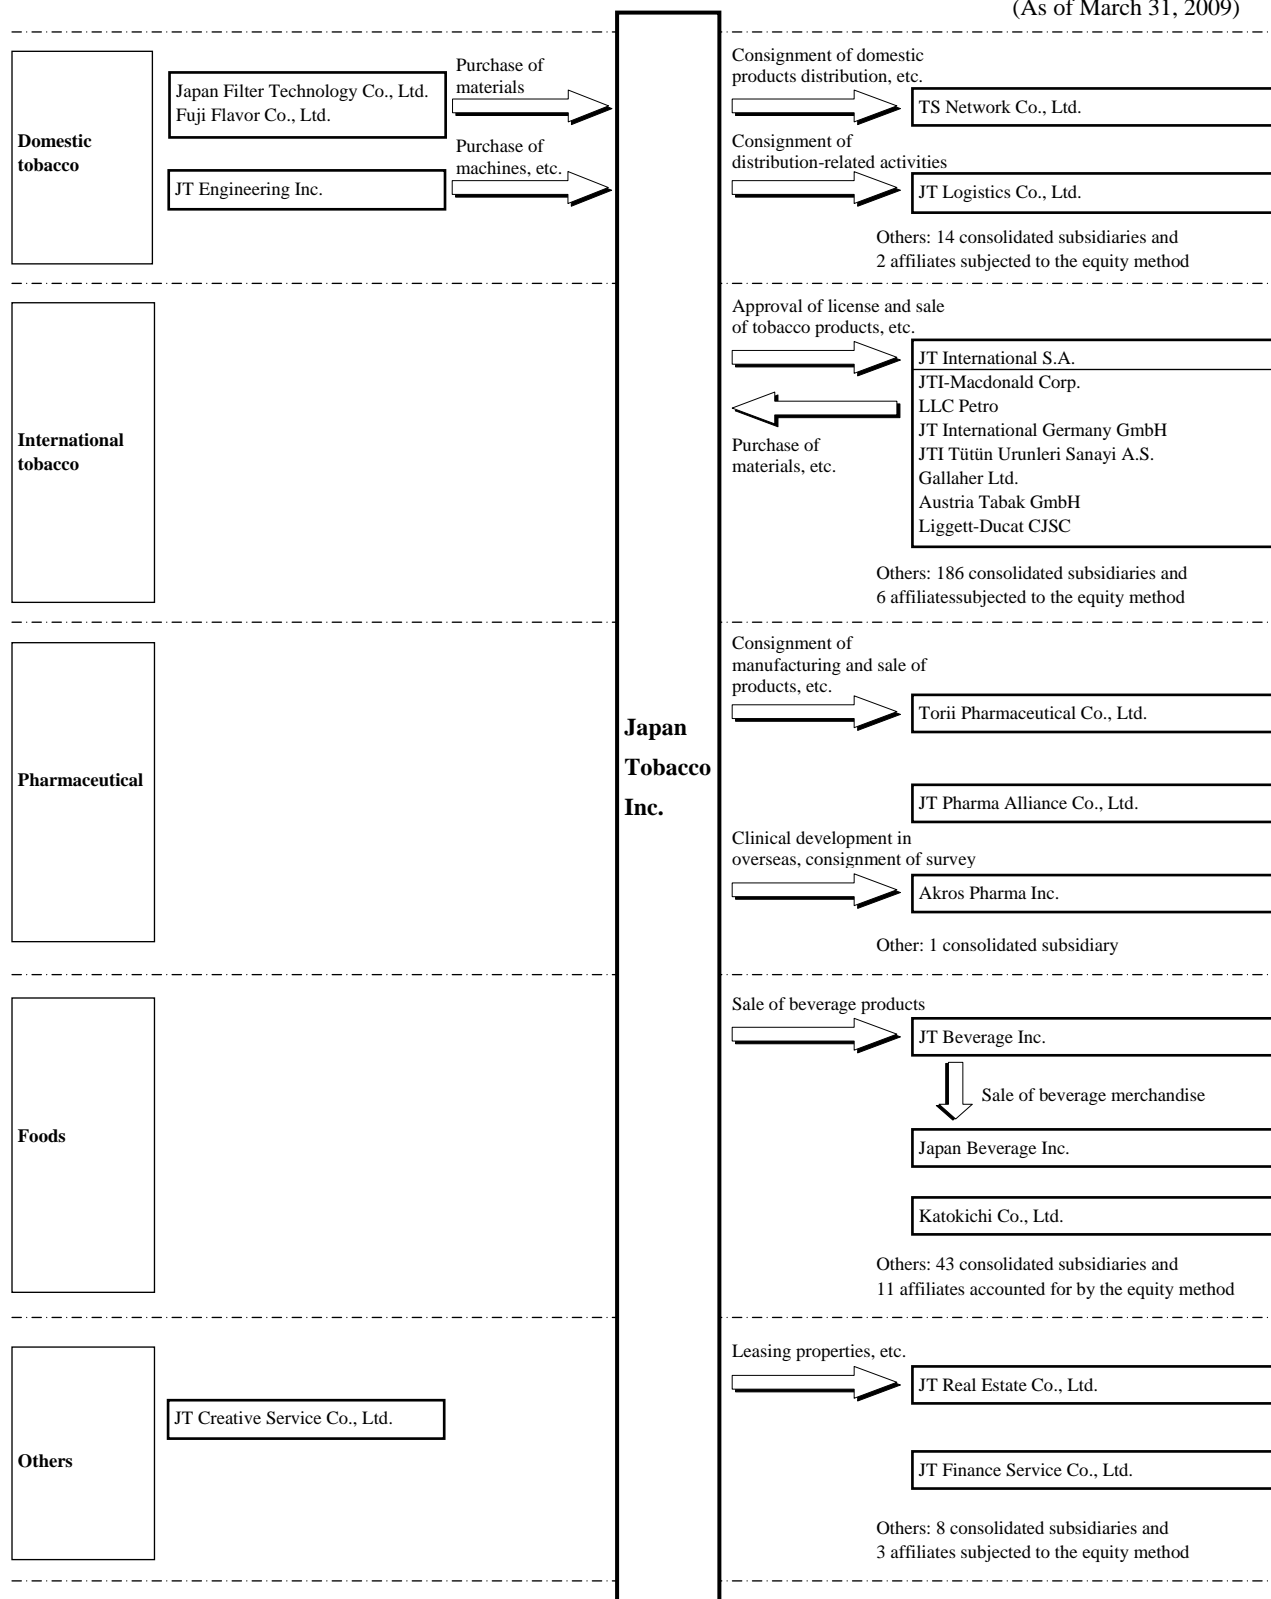 (As of March 31, 2009)
Domestic
tobacco
Japan Filter Technology Co., Ltd.
Fuji Flavor Co., Ltd.
Purchase of
materials
JT Engineering Inc.
Purchase of
machines, etc.
Consignment of domestic
products distribution, etc.
TS Network Co., Ltd.
Consignment of
distribution-related activities
JT Logistics Co., Ltd.
Others: 14 consolidated subsidiaries and
2 affiliates subjected to the equity method
International
tobacco
Approval of license and sale
of tobacco products, etc.
JT International S.A.
JTI-Macdonald Corp.
LLC Petro
JT International Germany GmbH
JTI Tütün Urunleri Sanayi A.S.
Gallaher Ltd.
Austria Tabak GmbH
Liggett-Ducat CJSC
Purchase of
materials, etc.
Others: 186 consolidated subsidiaries and
6 affiliatessubjected to the equity method
Japan
Tobacco
Inc.
Pharmaceutical
Consignment of
manufacturing and sale of
products, etc.
Torii Pharmaceutical Co., Ltd.
JT Pharma Alliance Co., Ltd.
Clinical development in
overseas, consignment of survey
Akros Pharma Inc.
Other: 1 consolidated subsidiary
Foods
Sale of beverage products
JT Beverage Inc.
Sale of beverage merchandise
Japan Beverage Inc.
Katokichi Co., Ltd.
Others: 43 consolidated subsidiaries and
11 affiliates accounted for by the equity method
Others
JT Creative Service Co., Ltd.
Leasing properties, etc.
JT Real Estate Co., Ltd.
JT Finance Service Co., Ltd.
Others: 8 consolidated subsidiaries and
3 affiliates subjected to the equity method